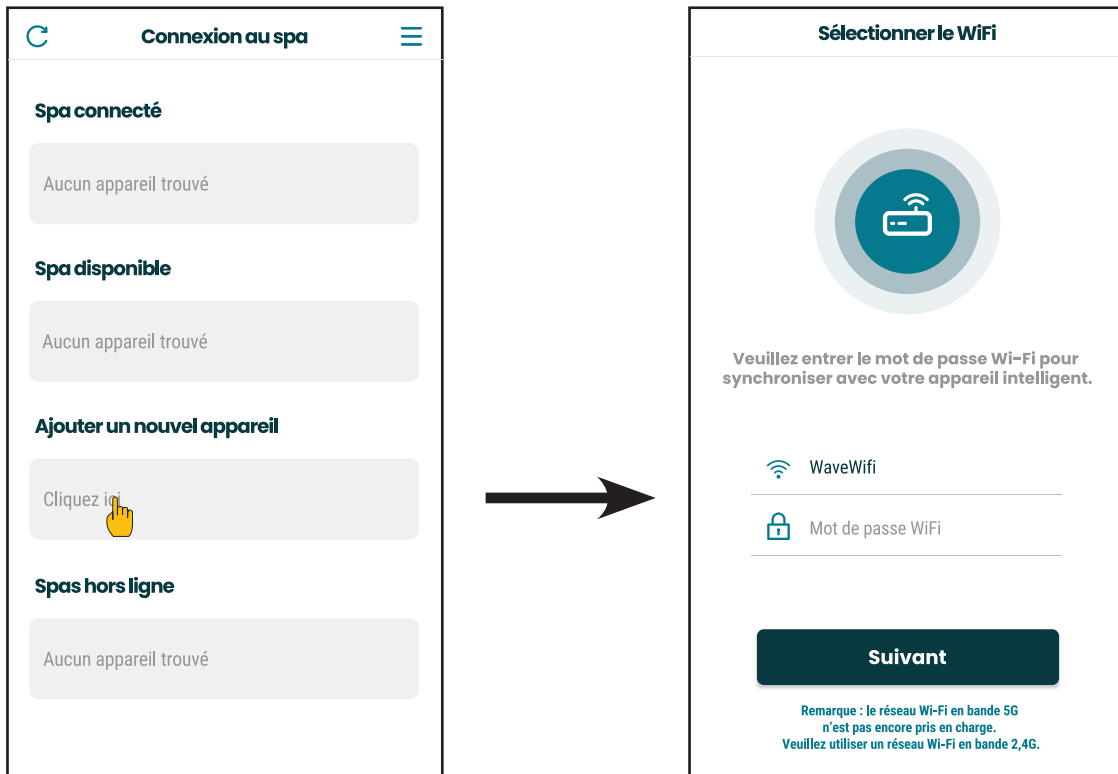 Connexion au spa
Spa connecté
Aucun appareil trouvé
Spa disponible
Aucun appareil trouvé
Ajouter un nouvel appareil
Cliquez ici
Spas hors ligne
Aucun appareil trouvé
Sélectionner le WiFi
Veuillez entrer le mot de passe Wi-Fi pour
synchroniser avec votre appareil intelligent.
WaveWifi
Mot de passe WiFi
Suivant
Remarque : le réseau Wi-Fi en bande 5G
n'est pas encore pris en charge.
Veuillez utiliser un réseau Wi-Fi en bande 2,4G.